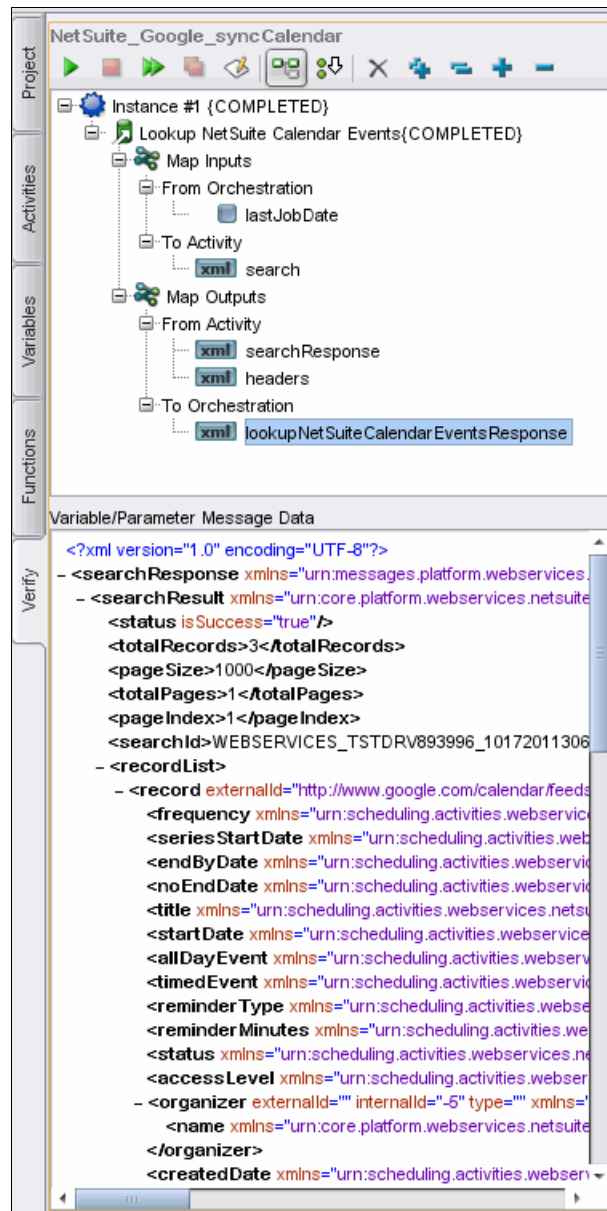 Project
Activities
Variables
Functions
Verify
NetSuite_Google_syncCalendar
Instance #1 {COMPLETED}
Lookup NetSuite Calendar Events{COMPLETED}
Map Inputs
From Orchestration
lastJobDate
To Activity
xml search
Map Outputs
From Activity
xml searchResponse
xml headers
To Orchestration
xml lookupNetSuiteCalendarEventsResponse
Variable/Parameter Message Data
<?xml version="1.0" encoding="UTF-8"?>
– <searchResponse xmlns="urn:messages.platform.webservices.
– <searchResult xmlns="urn:core.platform.webservices.netsuite
<status isSuccess="true"/>
<totalRecords>3</totalRecords>
<pageSize>1000</pageSize>
<totalPages>1</totalPages>
<pageIndex>1</pageIndex>
<searchId>WEBSERVICES_TSTDRV893996_10172011306
– <recordList>
– <record externalId="http://www.google.com/calendar/feeds
<frequency xmlns="urn:scheduling.activities.webservic
<seriesStartDate xmlns="urn:scheduling.activities.web
<endByDate xmlns="urn:scheduling.activities.webservic
<noEndDate xmlns="urn:scheduling.activities.webservic
<title xmlns="urn:scheduling.activities.webservices.netsu
<startDate xmlns="urn:scheduling.activities.webservice
<allDayEvent xmlns="urn:scheduling.activities.webserv
<timedEvent xmlns="urn:scheduling.activities.webservic
<reminderType xmlns="urn:scheduling.activities.webse
<reminderMinutes xmlns="urn:scheduling.activities.we
<status xmlns="urn:scheduling.activities.webservices.ne
<accessLevel xmlns="urn:scheduling.activities.webser
– <organizer externalId="" internalId="-5" type="" xmlns="
<name xmlns="urn:core.platform.webservices.netsuite
</organizer>
<createdDate xmlns="urn:scheduling.activities.webserv